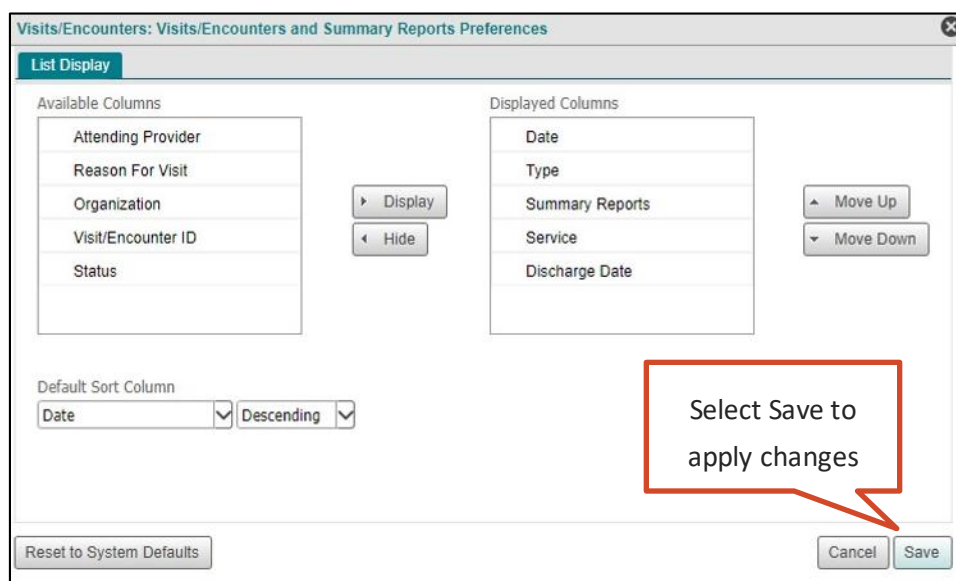 Visits/Encounters: Visits/Encounters and Summary Reports Preferences
List Display
Available Columns
Attending Provider
Reason For Visit
Organization
Visit/Encounter ID
Status
Display
Hide
Displayed Columns
Date
Type
Summary Reports
Service
Discharge Date
Move Up
Move Down
Default Sort Column
Date
Descending
Select Save to
apply changes
Reset to System Defaults
Cancel
Save